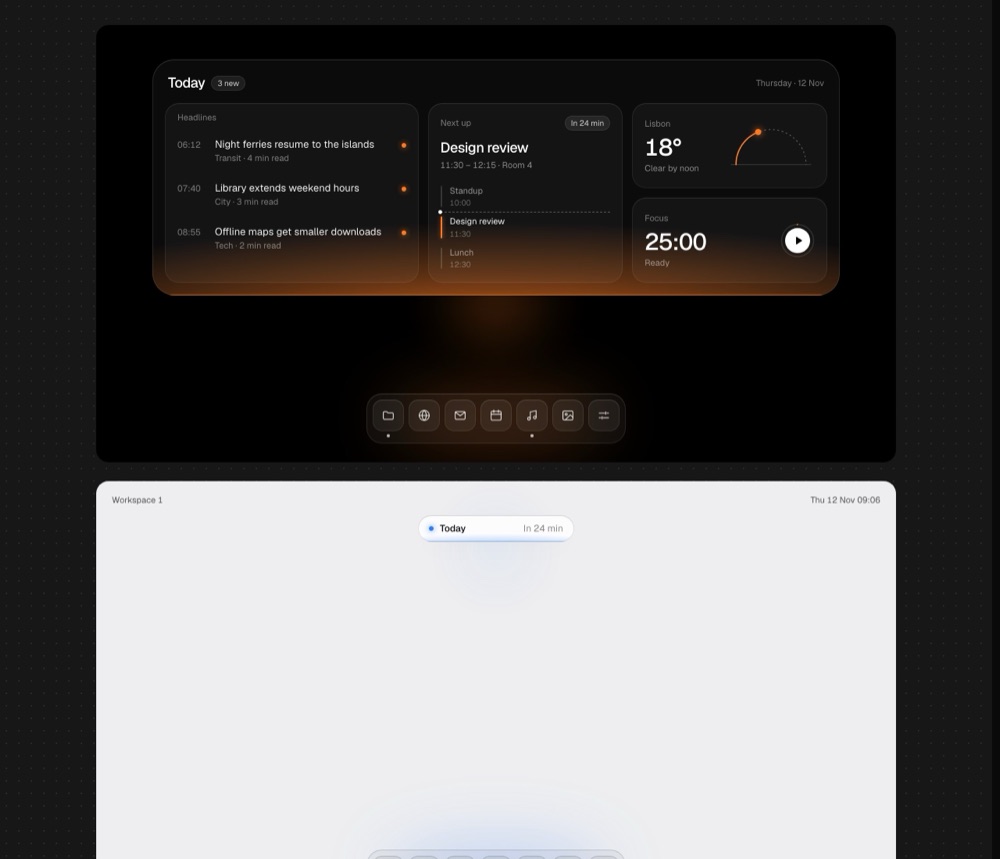 Today 3 new
Thursday · 12 Nov
Headlines
06:12 Night ferries resume to the islands
Transit · 4 min read
07:40 Library extends weekend hours
City · 3 min read
08:55 Offline maps get smaller downloads
Tech · 2 min read
Next up In 24 min
Design review
11:30 – 12:15 · Room 4
Standup
10:00
Design review
11:30
Lunch
12:30
Lisbon
18°
Clear by noon
Focus
25:00
Ready
Workspace 1
Thu 12 Nov 09:06
Today In 24 min